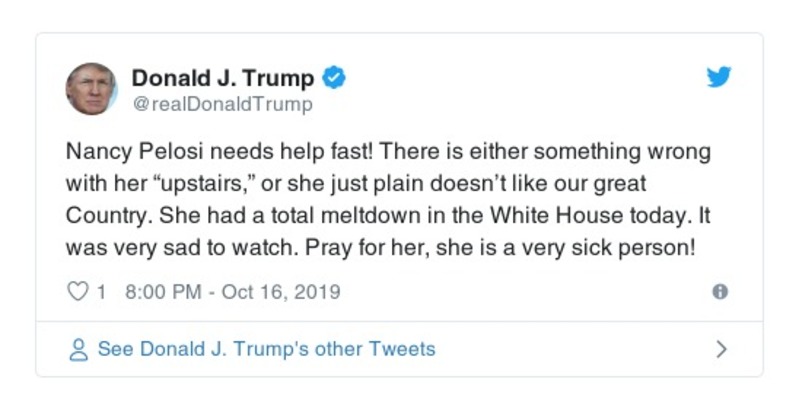 Donald J. Trump
@realDonaldTrump
Nancy Pelosi needs help fast! There is either something wrong
with her “upstairs,” or she just plain doesn’t like our great
Country. She had a total meltdown in the White House today. It
was very sad to watch. Pray for her, she is a very sick person!
1 8:00 PM - Oct 16, 2019
See Donald J. Trump's other Tweets